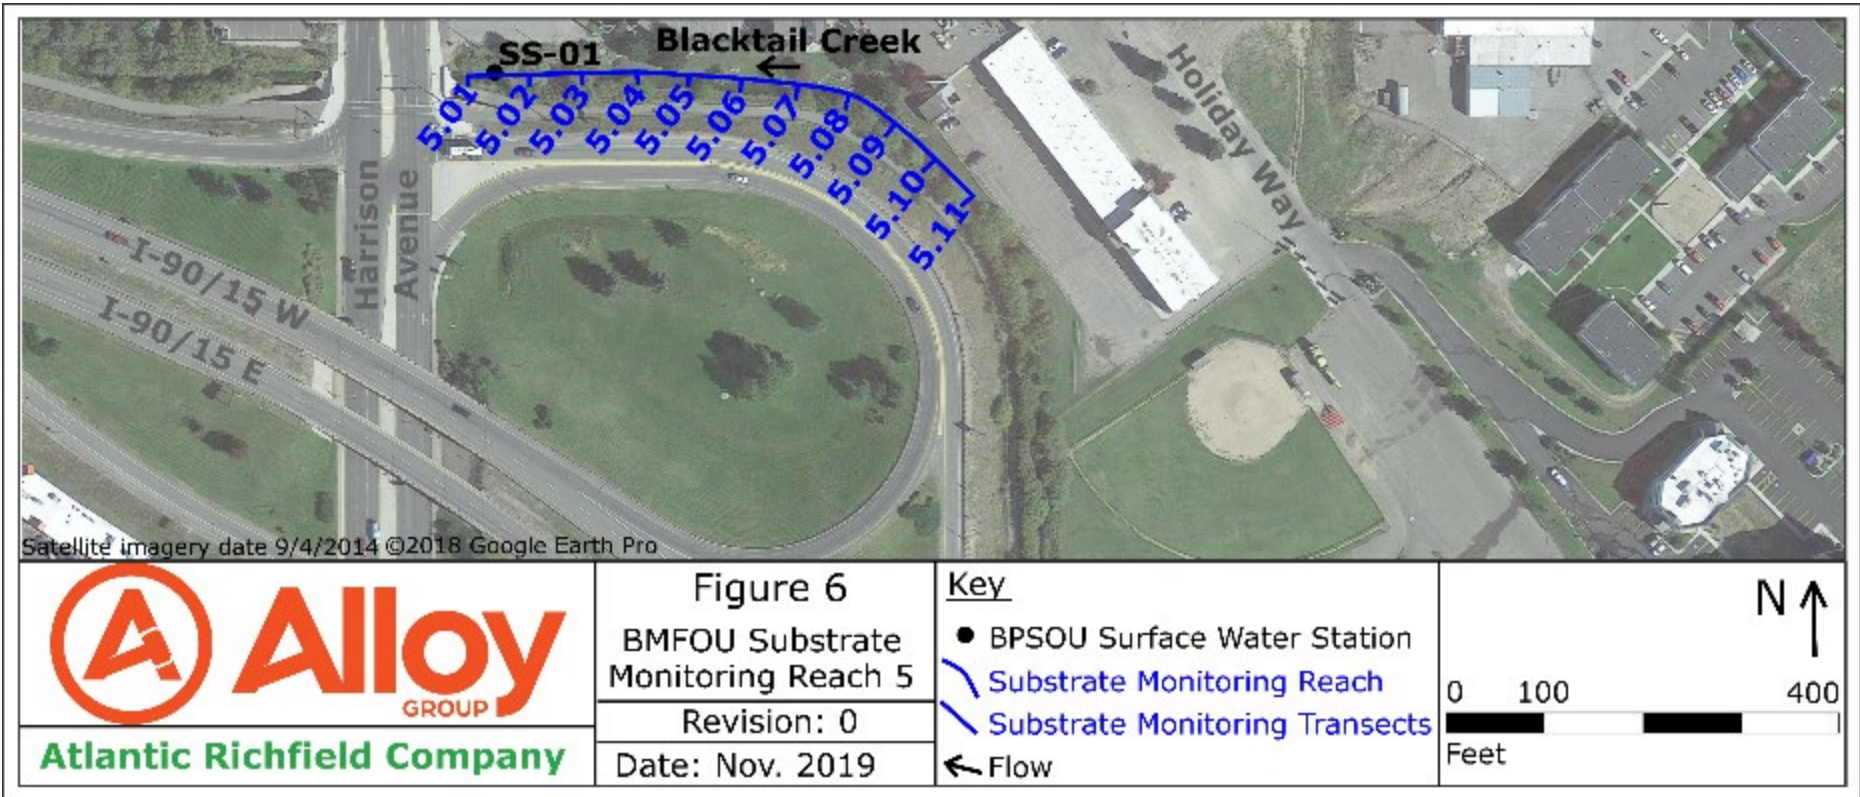 SS-01
Blacktail Creek
5.01
5.02
5.03
5.04
5.05
5.06
5.07
5.08
5.09
5.10
5.11
Holiday Way
Harrison
Avenue
I-90/15 W
I-90/15 E
Satellite imagery date 9/4/2014 ©2018 Google Earth Pro
Alloy
GROUP
Atlantic Richfield Company
Figure 6
BMFOU Substrate
Monitoring Reach 5
Revision: 0
Date: Nov. 2019
Key
BPSOU Surface Water Station
Substrate Monitoring Reach
Substrate Monitoring Transects
Flow
N
0 100 400
Feet